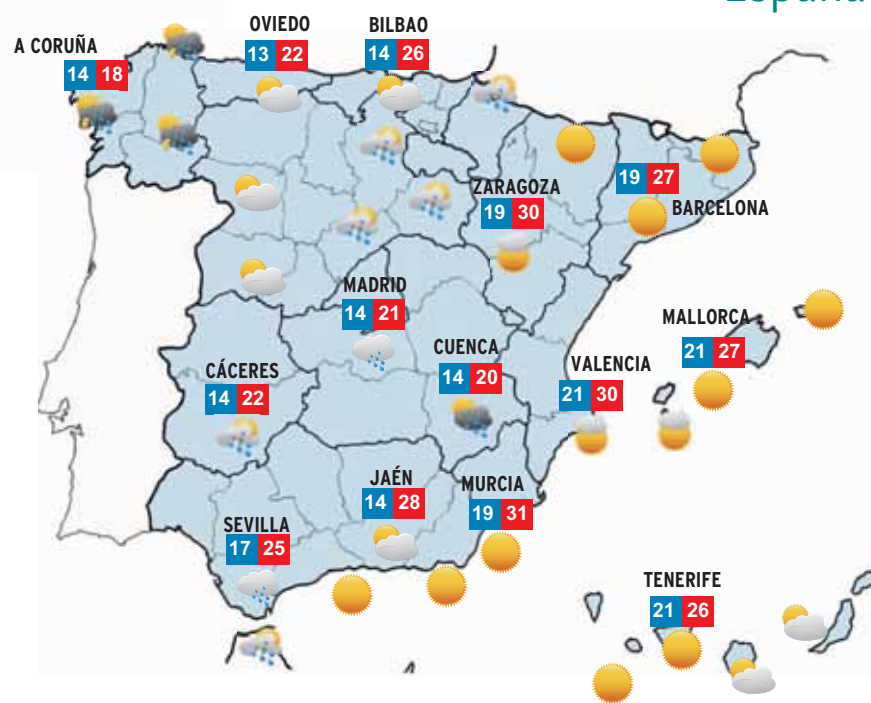 España
OVIEDO
13 22
BILBAO
14 26
A CORUÑA
14 18
ZARAGOZA
19 30
19 27
BARCELONA
MADRID
14 21
MALLORCA
21 27
CUENCA
14 20
VALENCIA
21 30
CÁCERES
14 22
JAÉN
14 28
MURCIA
19 31
SEVILLA
17 25
TENERIFE
21 26